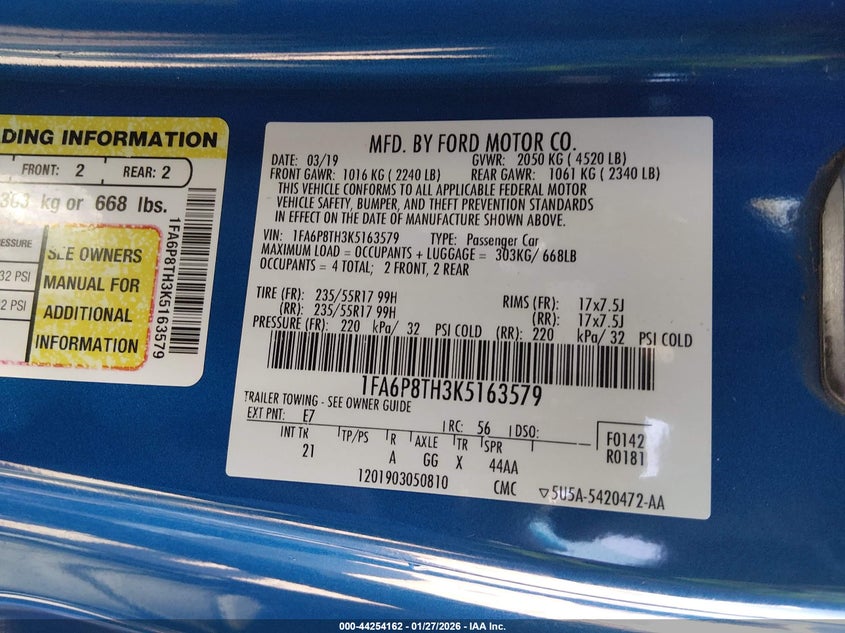 DING INFORMATION
FRONT: 2 REAR: 2
303 kg or 668 lbs.
PRESSURE
32 PSI
32 PSI
SEE OWNERS
MANUAL FOR
ADDITIONAL
INFORMATION
1FA6P8TH3K5163579
MFD. BY FORD MOTOR CO.
DATE: 03/19 GVWR: 2050 KG ( 4520 LB)
FRONT GAWR: 1016 KG ( 2240 LB) REAR GAWR: 1061 KG ( 2340 LB)
THIS VEHICLE CONFORMS TO ALL APPLICABLE FEDERAL MOTOR
VEHICLE SAFETY, BUMPER, AND THEFT PREVENTION STANDARDS
IN EFFECT ON THE DATE OF MANUFACTURE SHOWN ABOVE.
VIN: 1FA6P8TH3K5163579 TYPE: Passenger Car
MAXIMUM LOAD = OCCUPANTS + LUGGAGE = 303KG/ 668LB
OCCUPANTS = 4 TOTAL; 2 FRONT, 2 REAR
TIRE (FR): 235/55R17 99H RIMS (FR): 17x7.5J
(RR): 235/55R17 99H (RR): 17x7.5J
PRESSURE (FR): 220 kPa/ 32 PSI COLD (RR): 220 kPa/ 32 PSI COLD
1FA6P8TH3K5163579
TRAILER TOWING - SEE OWNER GUIDE
EXT PNT: E7 RC: 56 DSO: F0142
INT TR TP/PS R AXLE TR SPR R0181
21 A GG X 44AA
1201903050810 CMC ▽5U5A-5420472-AA
000-44254162 - 01/27/2026 - IAA Inc.